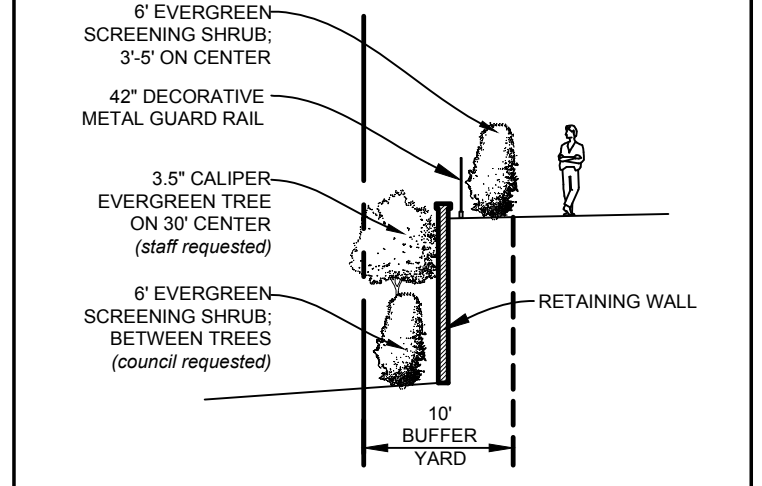 6' EVERGREEN
SCREENING SHRUB;
3'-5' ON CENTER
42" DECORATIVE
METAL GUARD RAIL
3.5" CALIPER
EVERGREEN TREE
ON 30' CENTER
(staff requested)
6' EVERGREEN
SCREENING SHRUB;
BETWEEN TREES
(council requested)
RETAINING WALL
10'
BUFFER
YARD